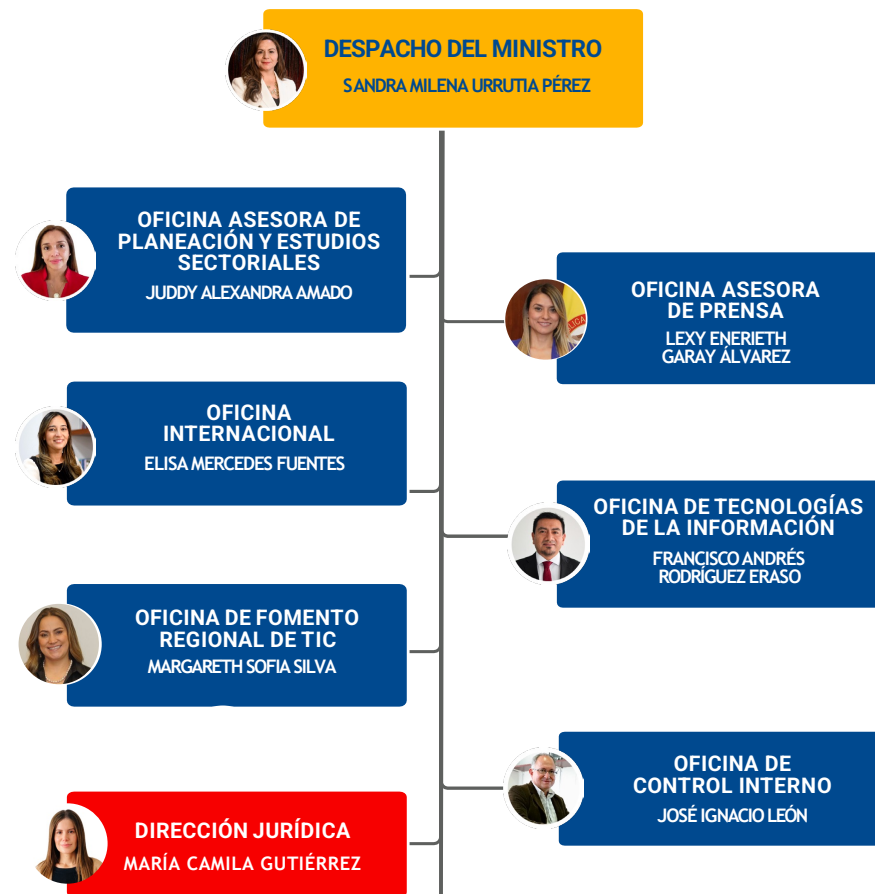 DESPACHO DEL MINISTRO
SANDRA MILENA URRUTIA PÉREZ
OFICINA ASESORA DE
PLANEACIÓN Y ESTUDIOS
SECTORIALES
JUDDY ALEXANDRA AMADO
OFICINA ASESORA
DE PRENSA
LEXY ENERIETH
GARAY ÁLVAREZ
OFICINA
INTERNACIONAL
ELISA MERCEDES FUENTES
OFICINA DE TECNOLOGÍAS
DE LA INFORMACIÓN
FRANCISCO ANDRÉS
RODRÍGUEZ ERASO
OFICINA DE FOMENTO
REGIONAL DE TIC
MARGARETH SOFIA SILVA
OFICINA DE
CONTROL INTERNO
JOSÉ IGNACIO LEÓN
DIRECCIÓN JURÍDICA
MARÍA CAMILA GUTIÉRREZ